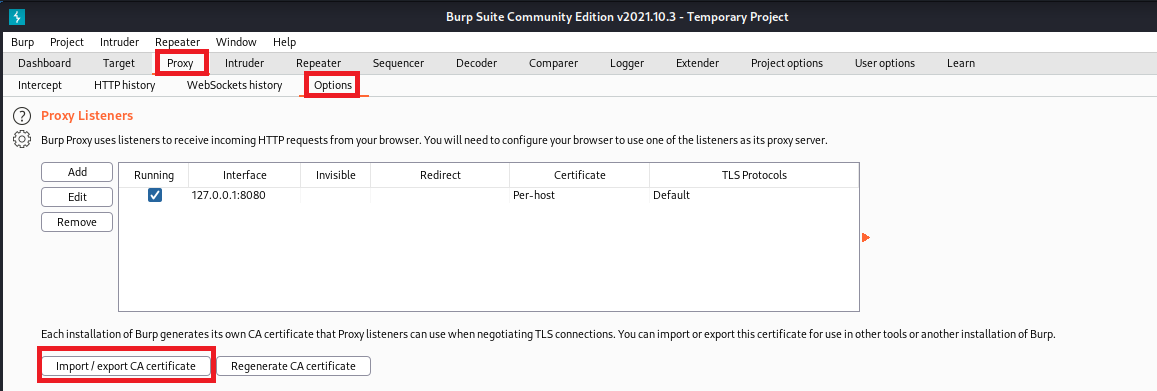 Burp Suite Community Edition v2021.10.3 - Temporary Project
Burp Project Intruder Repeater Window Help
Dashboard Target Proxy Intruder Repeater Sequencer Decoder Comparer Logger Extender Project options User options Learn
Intercept HTTP history WebSockets history Options
? Proxy Listeners
Burp Proxy uses listeners to receive incoming HTTP requests from your browser. You will need to configure your browser to use one of the listeners as its proxy server.
Add
Edit
Remove
Running Interface Invisible Redirect Certificate TLS Protocols
127.0.0.1:8080 Per-host Default
Each installation of Burp generates its own CA certificate that Proxy listeners can use when negotiating TLS connections. You can import or export this certificate for use in other tools or another installation of Burp.
Import / export CA certificate Regenerate CA certificate